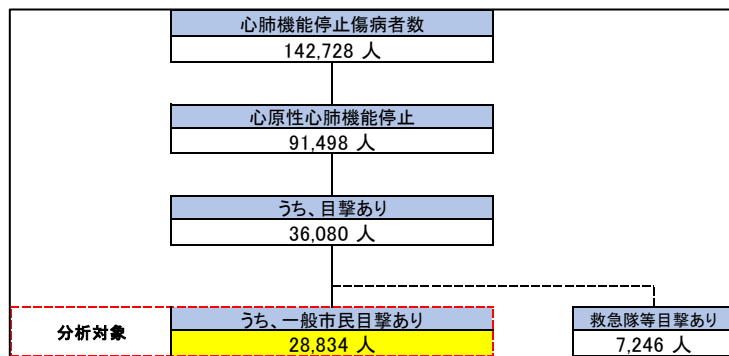 心肺機能停止傷病者数
142,728 人
心原性心肺機能停止
91,498 人
うち、目撃あり
36,080 人
分析対象
うち、一般市民目撃あり
28,834 人
救急隊等目撃あり
7,246 人